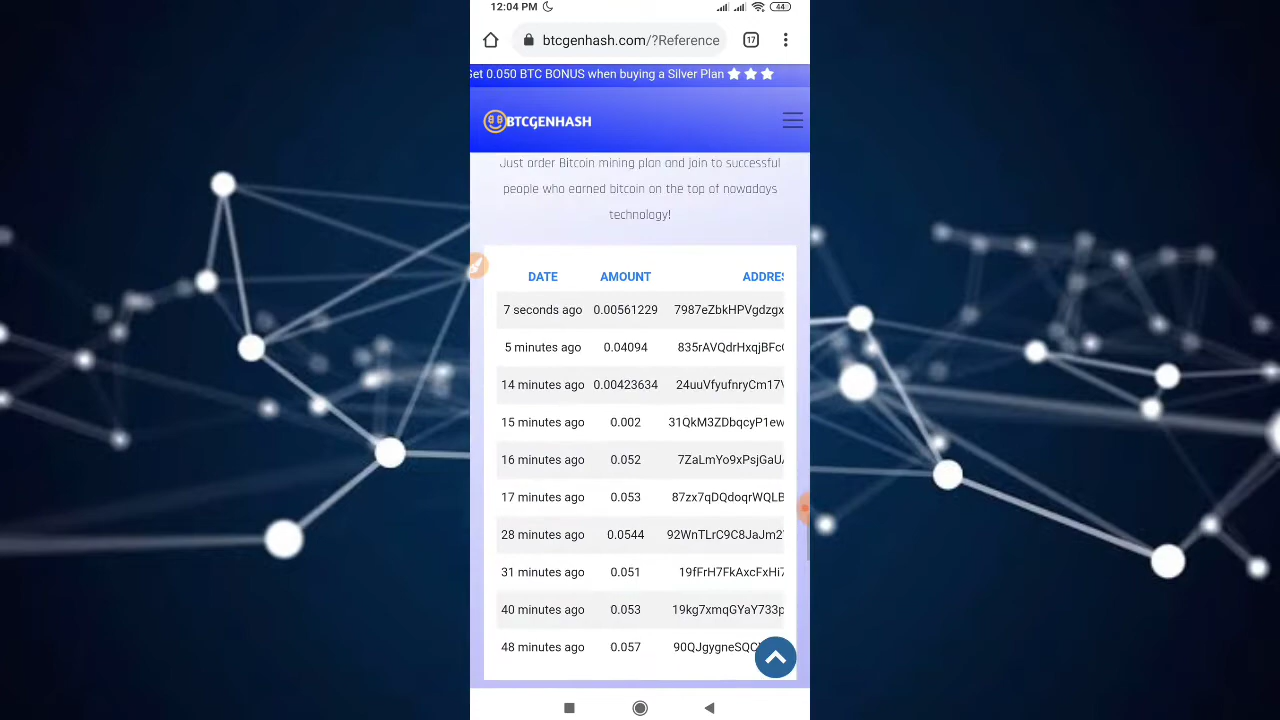 12:04 PM 44
btcgenhash.com/?Reference 17
Get 0.050 BTC BONUS when buying a Silver Plan
BTCGENHASH
Just order Bitcoin mining plan and join to successful
people who earned bitcoin on the top of nowadays
technology!
DATE AMOUNT ADDRES
7 seconds ago 0.00561229 7987eZbkHPVgdzgx
5 minutes ago 0.04094 835rAVQdrHxqjBFc
14 minutes ago 0.00423634 24uuVfyufnryCm17V
15 minutes ago 0.002 31QkM3ZDbqcyP1ew
16 minutes ago 0.052 7ZaLmYo9xPsjGaU
17 minutes ago 0.053 87zx7qDQdoqrWQLB
28 minutes ago 0.0544 92WnTLrC9C8JaJm2
31 minutes ago 0.051 19fFrH7FkAxcFxHi
40 minutes ago 0.053 19kg7xmqGYaY733p
48 minutes ago 0.057 90QJgygneSQC